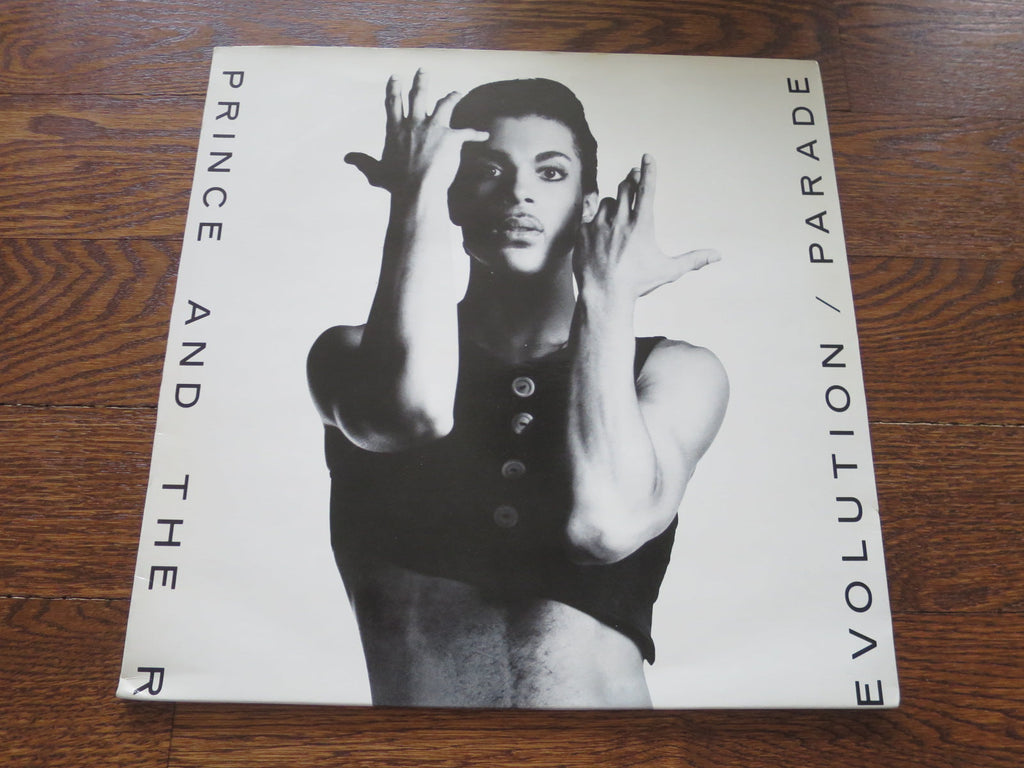 PRINCE AND THE R
EVOLUTION / PARADE